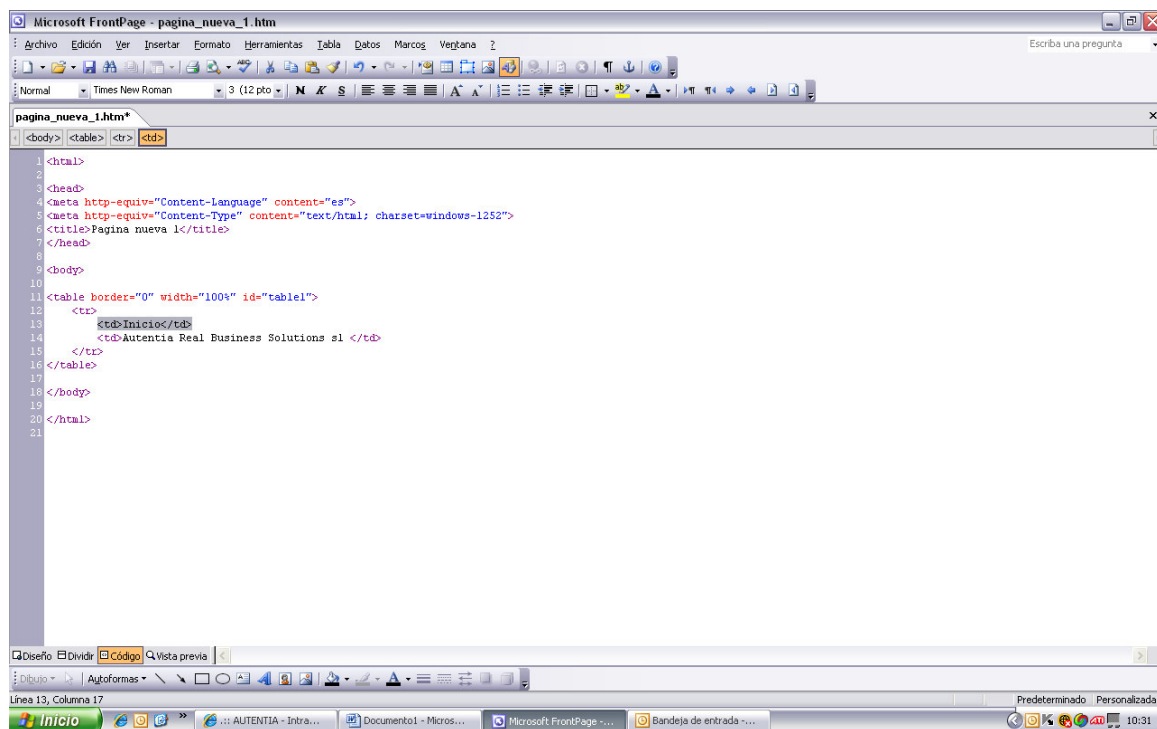 Microsoft FrontPage - pagina_nueva_1.htm
Archivo Edición Ver Insertar Formato Herramientas Tabla Datos Marcos Ventana ? Escriba una pregunta
Normal Times New Roman 3 (12 pto N K S
pagina_nueva_1.htm*
<body> <table> <tr> <td>
1 <html>
2
3 <head>
4 <meta http-equiv="Content-Language" content="es">
5 <meta http-equiv="Content-Type" content="text/html; charset=windows-1252">
6 <title>Pagina nueva 1</title>
7 </head>
8
9 <body>
10
11 <table border="0" width="100%" id="table1">
12 <tr>
13 <td>Inicio</td>
14 <td>Autentia Real Business Solutions sl </td>
15 </tr>
16 </table>
17
18 </body>
19
20 </html>
21
Diseño Dividir Código Vista previa
Dibujo Autoformas
Línea 13, Columna 17 Predeterminado Personalizada
Inicio .::: AUTENTIA - Intra... Documento1 - Micros... Microsoft FrontPage -... Bandeja de entrada -... 10:31